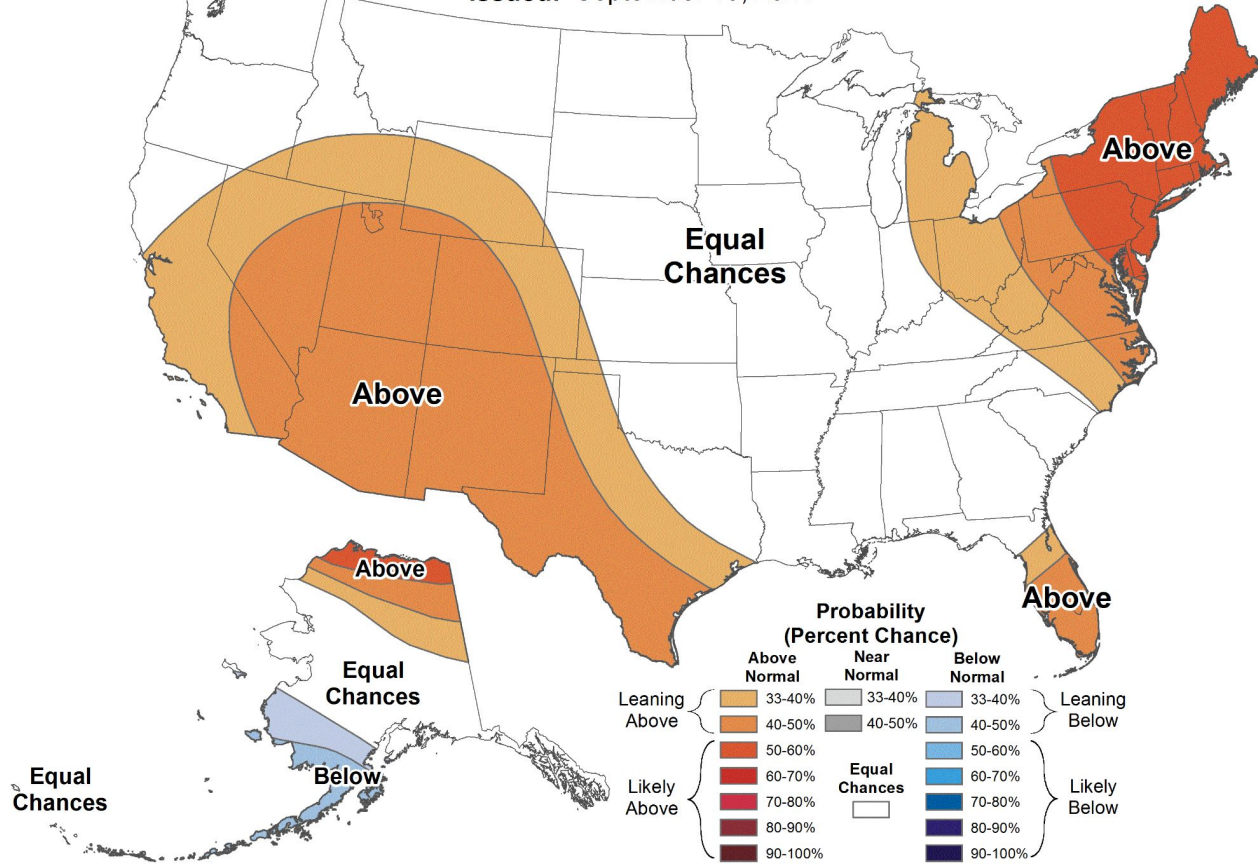 Above
Equal
Chances
Above
Above
Above
Equal
Chances
Below
Equal
Chances
Probability
(Percent Chance)
Above
Normal
Near
Normal
Below
Normal
Leaning
Above
33-40%
33-40%
33-40%
Leaning
Below
40-50%
40-50%
40-50%
Likely
Above
50-60%
Equal
Chances
50-60%
Likely
Below
60-70%
60-70%
70-80%
70-80%
80-90%
80-90%
90-100%
90-100%